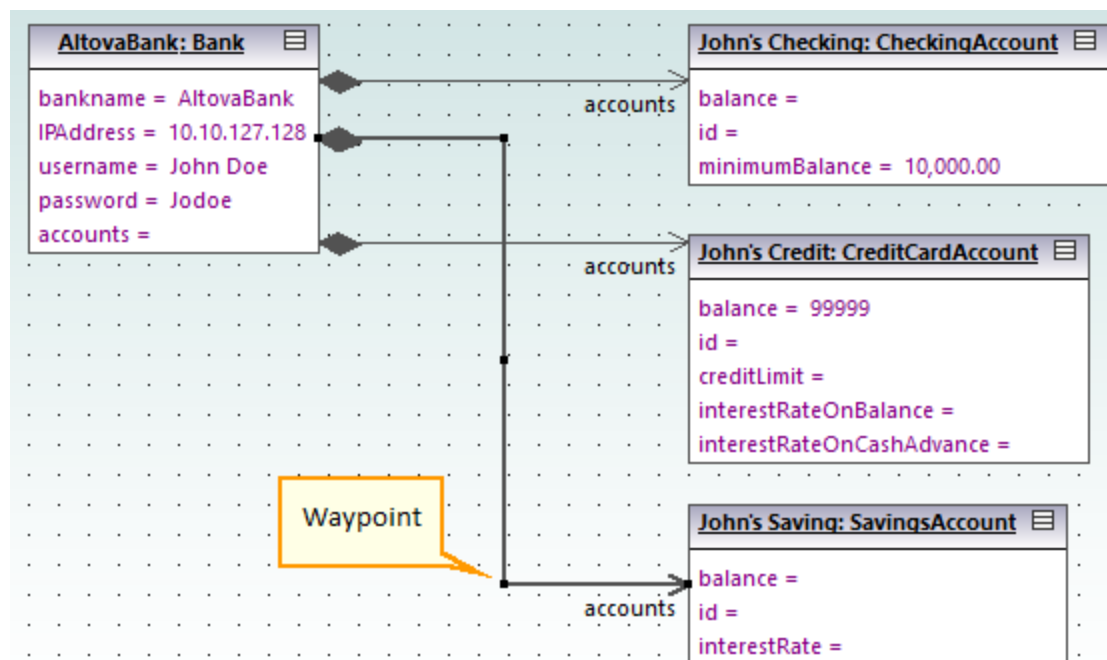 AltovaBank: Bank
bankname = AltovaBank
IPAddress = 10.10.127.128
username = John Doe
password = Jodoe
accounts =
accounts
John's Checking: CheckingAccount
balance =
id =
minimumBalance = 10,000.00
accounts
John's Credit: CreditCardAccount
balance = 99999
id =
creditLimit =
interestRateOnBalance =
interestRateOnCashAdvance =
Waypoint
accounts
John's Saving: SavingsAccount
balance =
id =
interestRate =